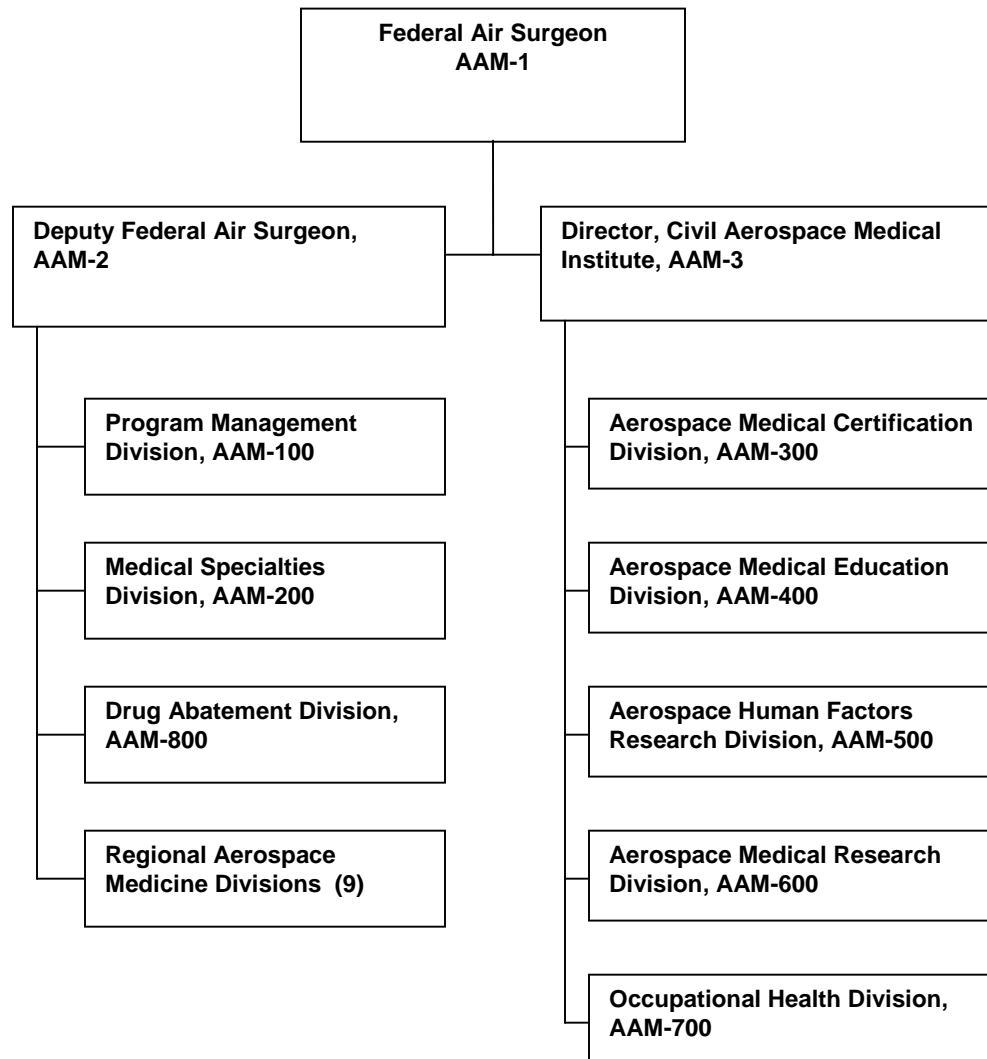 Federal Air Surgeon
AAM-1
Deputy Federal Air Surgeon,
AAM-2
Program Management
Division, AAM-100
Medical Specialties
Division, AAM-200
Drug Abatement Division,
AAM-800
Regional Aerospace
Medicine Divisions (9)
Director, Civil Aerospace Medical
Institute, AAM-3
Aerospace Medical Certification
Division, AAM-300
Aerospace Medical Education
Division, AAM-400
Aerospace Human Factors
Research Division, AAM-500
Aerospace Medical Research
Division, AAM-600
Occupational Health Division,
AAM-700